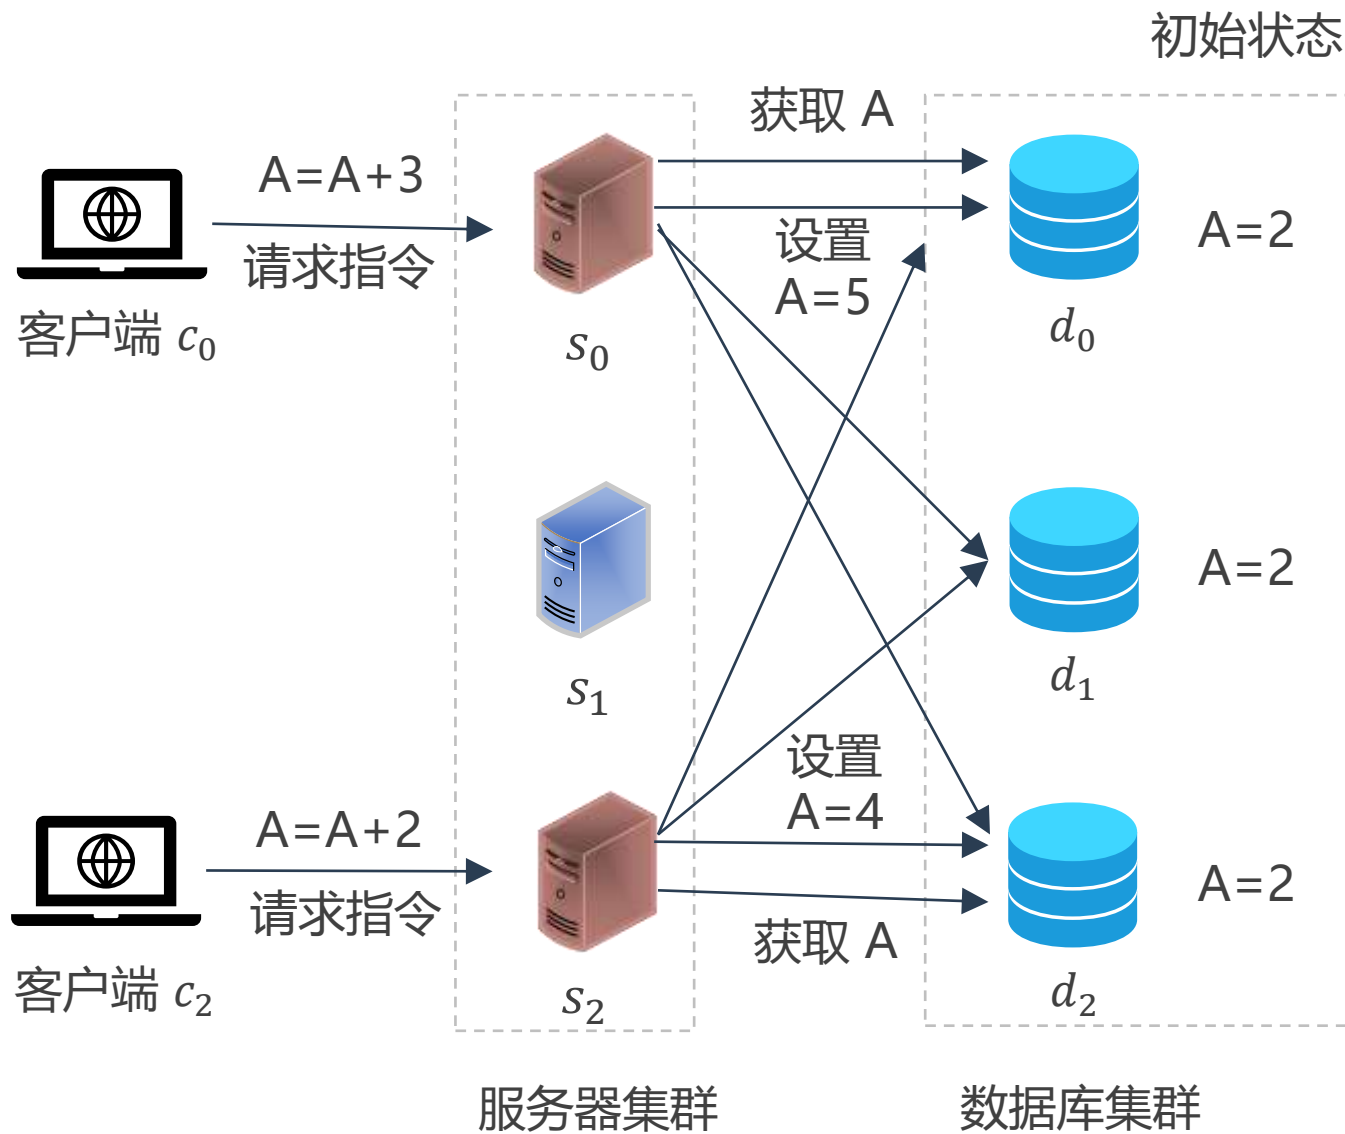 初始状态
获取 A
A=A+3
请求指令
设置
A=5
A=2
客户端 c₀
s₀
d₀
A=2
s₁
d₁
设置
A=4
A=A+2
请求指令
A=2
获取 A
客户端 c₂
s₂
d₂
服务器集群
数据库集群